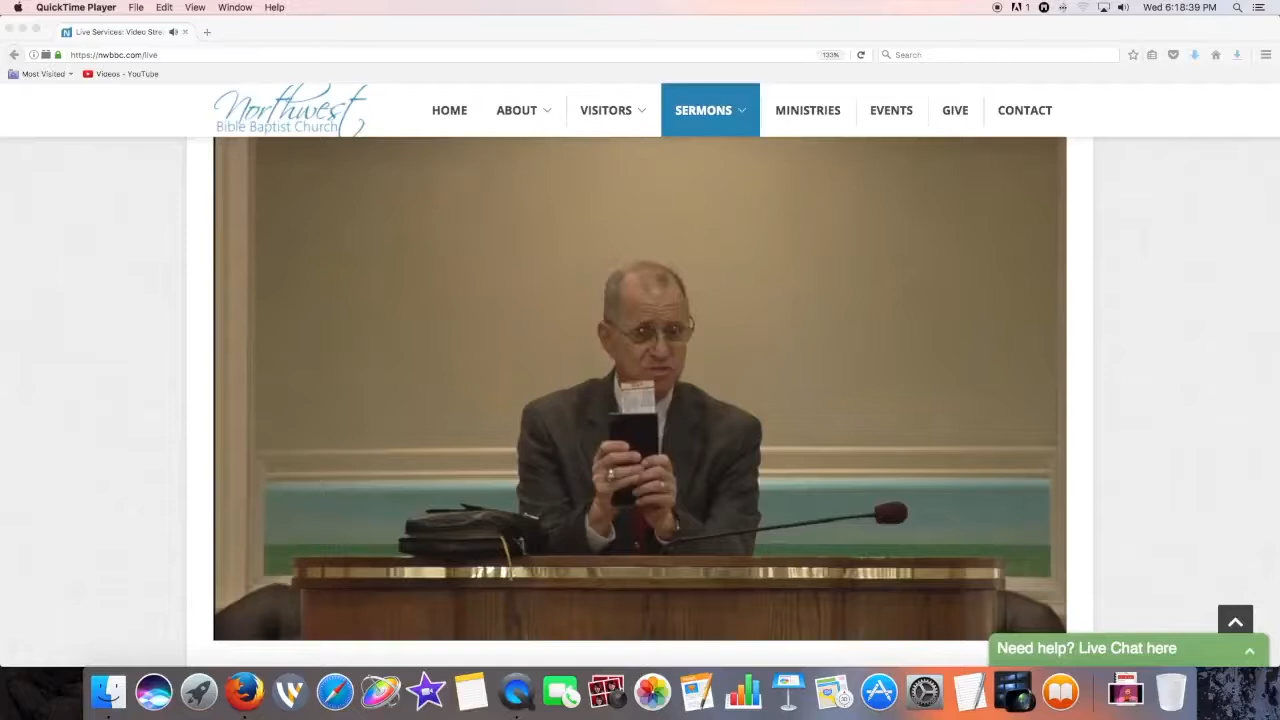 QuickTime Player File Edit View Window Help
1 Wed 6:18:39 PM
Live Services: Video Stre
https://nwbbc.com/live
133%
Search
Most Visited
Videos - YouTube
Northwest
Bible Baptist Church
HOME ABOUT VISITORS SERMONS MINISTRIES EVENTS GIVE CONTACT
Need help? Live Chat here